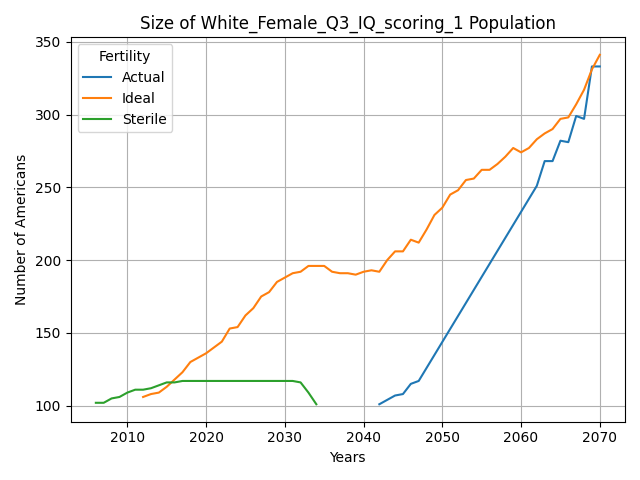 Size of White_Female_Q3_IQ_scoring_1 Population
Fertility
Actual
Ideal
Sterile
Number of Americans
350
300
250
200
150
100
2010
2020
2030
2040
2050
2060
2070
Years